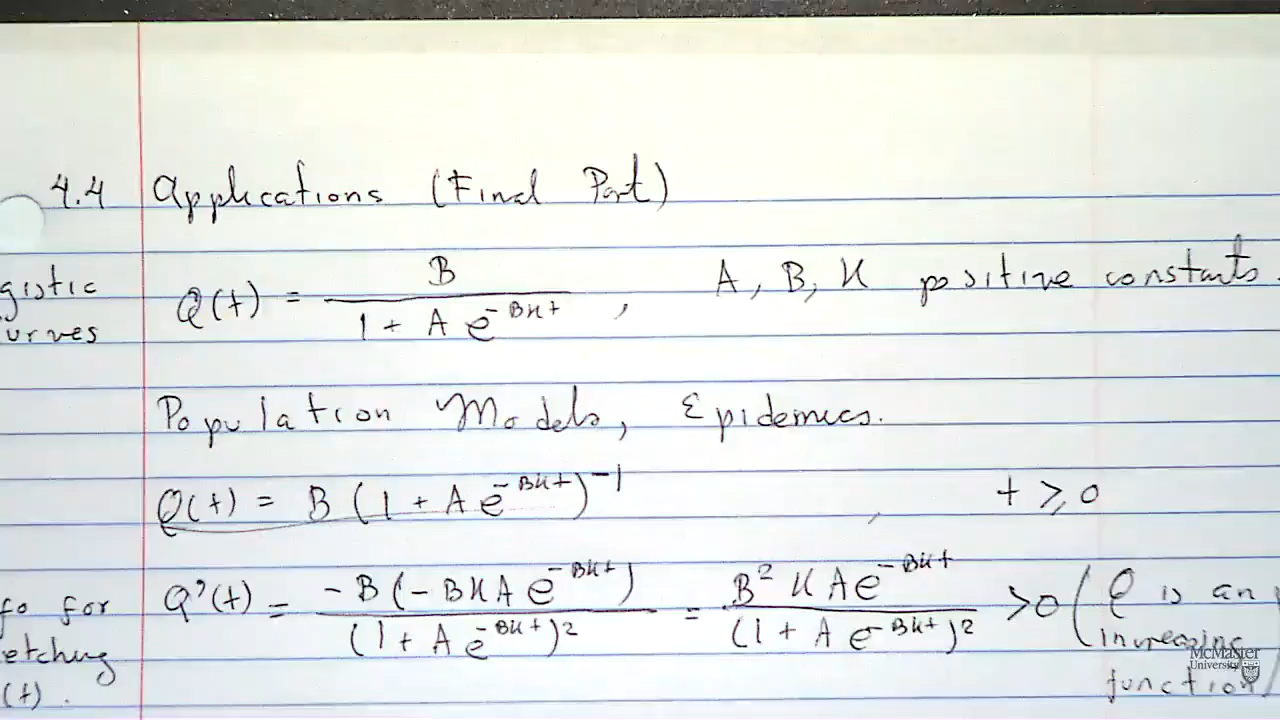 4.4 Applications (Final Part)
gistic
urves
Q(t) = B / (1 + A e^{-Bkt}) , A, B, K positive constants.
Population Models, Epidemics.
Q(t) = B (1 + A e^{-Bkt})^{-1} , t ≥ 0
fo for
etching
(t).
Q'(t) = -B(-BKA e^{-Bkt}) / (1 + A e^{-Bkt})^2 = B^2 K A e^{-Bkt} / (1 + A e^{-Bkt})^2 > 0 (Q is an
increasing
function)
McMaster
University